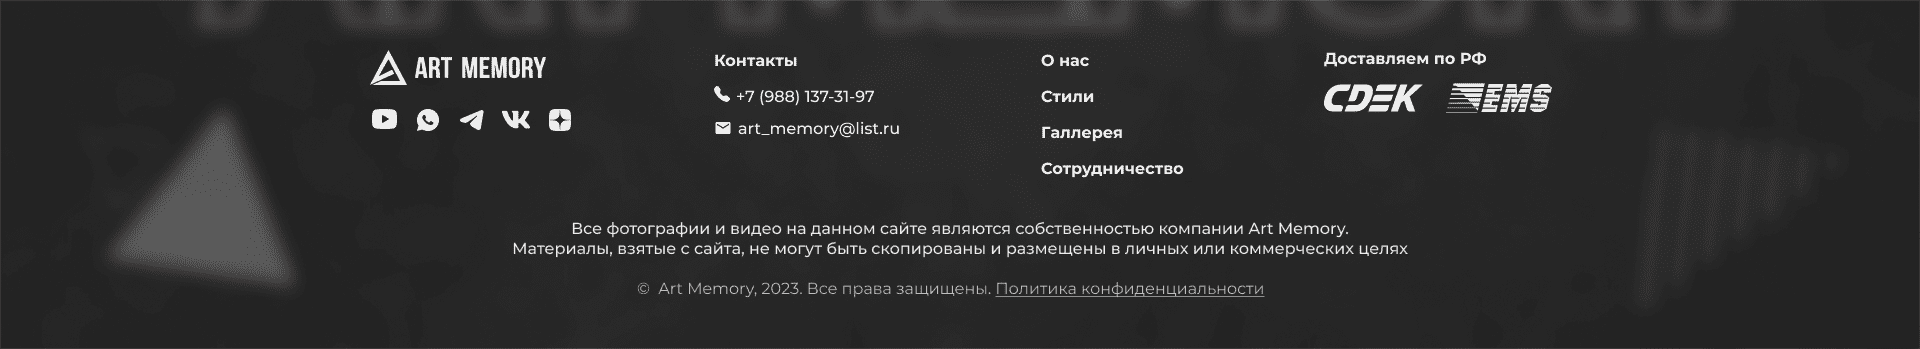 ART MEMORY
Контакты
+7 (988) 137-31-97
art_memory@list.ru
О нас
Стили
Галлерея
Сотрудничество
Доставляем по РФ
CDEK
EMS
Все фотографии и видео на данном сайте являются собственностью компании Art Memory.
Материалы, взятые с сайта, не могут быть скопированы и размещены в личных или коммерческих целях
© Art Memory, 2023. Все права защищены. Политика конфиденциальности